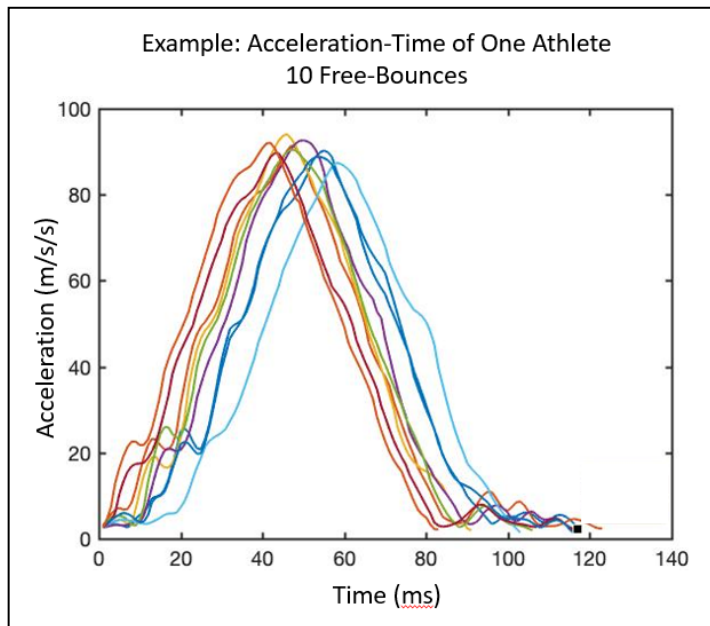 Example: Acceleration-Time of One Athlete
10 Free-Bounces
100
80
60
40
20
0
Acceleration (m/s/s)
0 20 40 60 80 100 120 140
Time (ms)